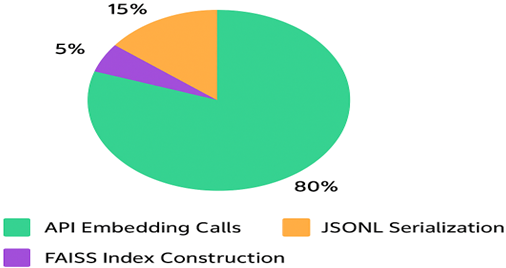 15%
5%
80%
API Embedding Calls
JSONL Serialization
FAISS Index Construction